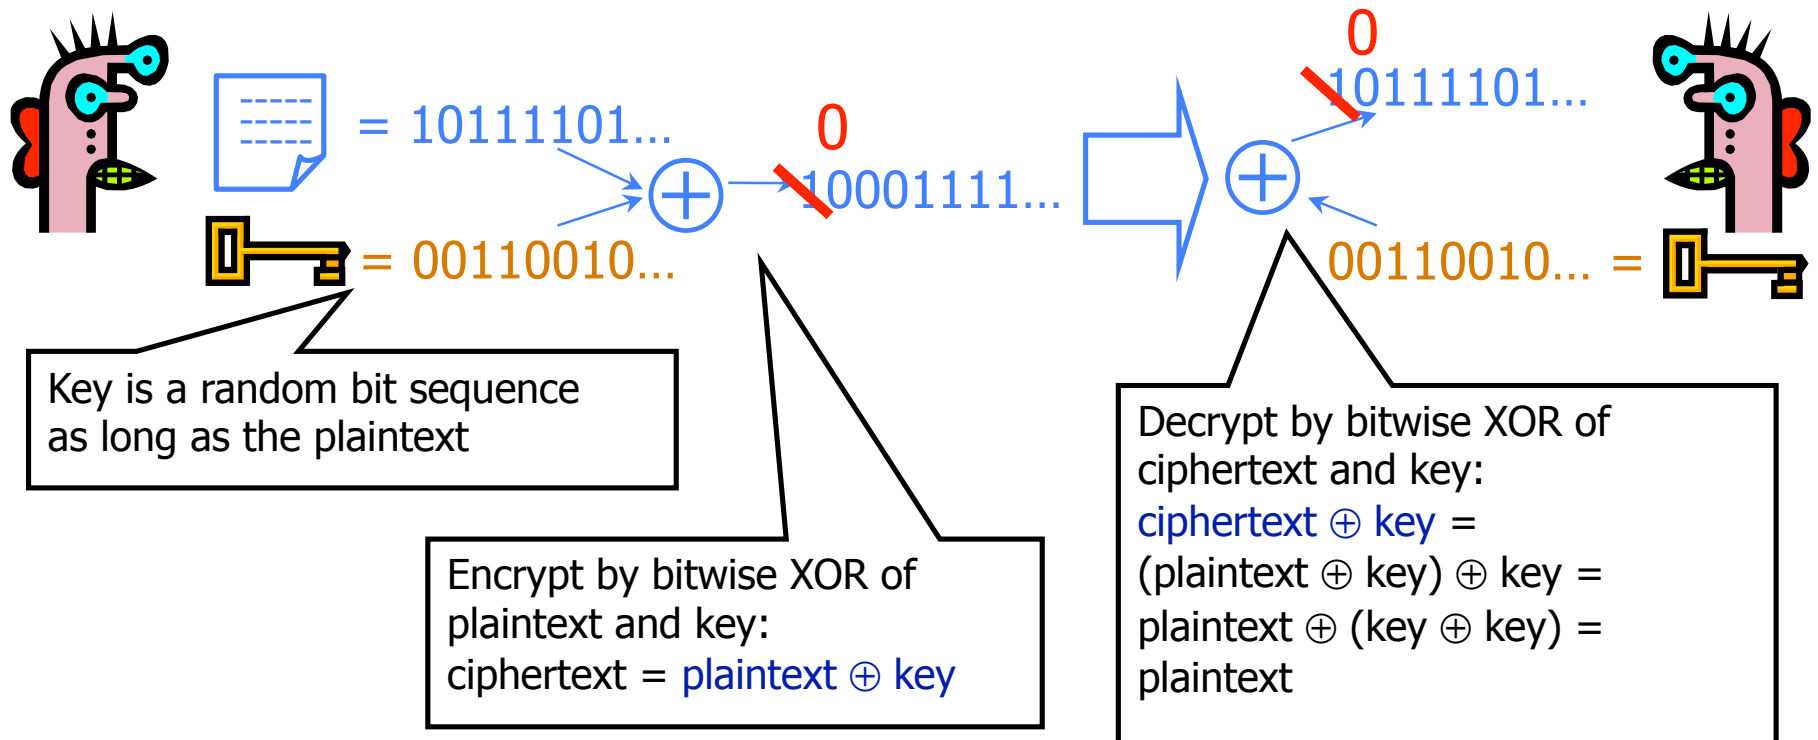 0
10111101...
= 10111101...
0
10001111...
= 00110010...
00110010... =
Key is a random bit sequence
as long as the plaintext
Encrypt by bitwise XOR of
plaintext and key:
ciphertext = plaintext ⊕ key
Decrypt by bitwise XOR of
ciphertext and key:
ciphertext ⊕ key =
(plaintext ⊕ key) ⊕ key =
plaintext ⊕ (key ⊕ key) =
plaintext